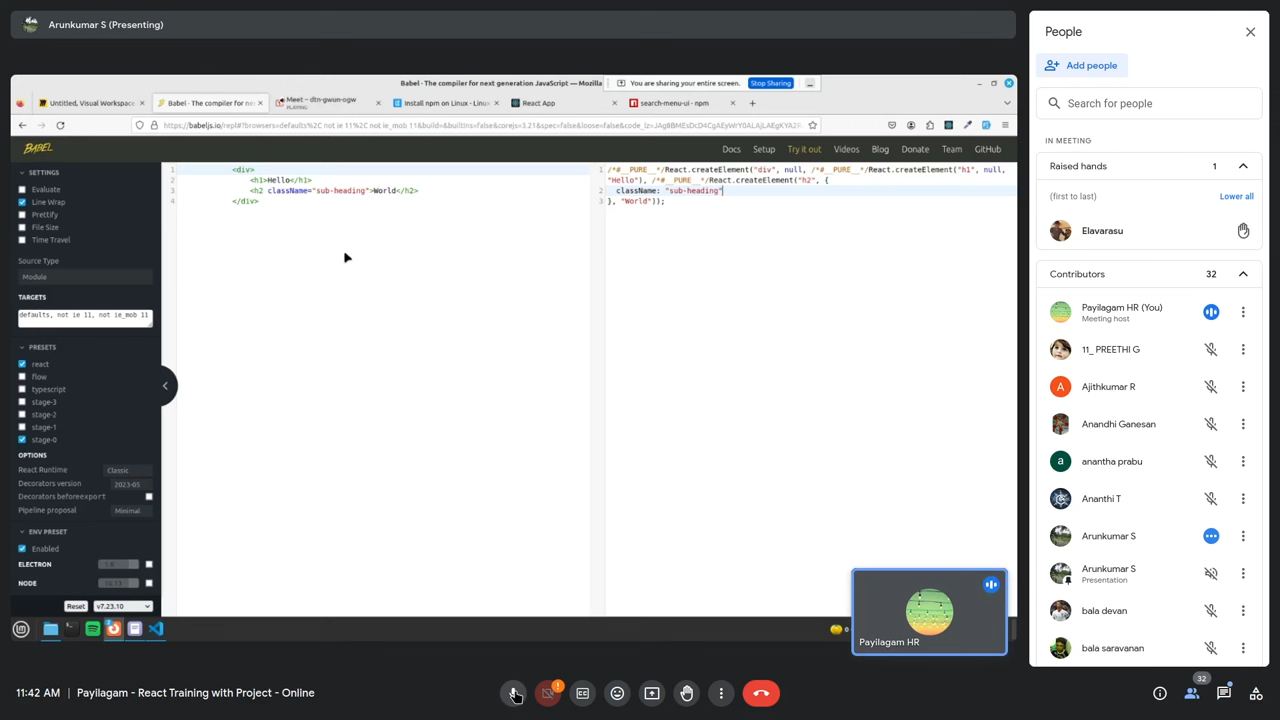 Arunkumar S (Presenting)
Babel · The compiler for next generation JavaScript — Mozilla
You are sharing your entire screen.
Stop Sharing
Untitled, Visual Workspace
Babel · The compiler for ne
Meet – dtn-gwun-ogw
PLAYING
Install npm on Linux - Linux
React App
search-menu-ui - npm
BABEL
Docs
Setup
Try it out
Videos
Blog
Donate
Team
GitHub
SETTINGS
Evaluate
Line Wrap
Prettify
File Size
Time Travel
Source Type
Module
TARGETS
defaults, not ie 11, not ie_mob 11
PRESETS
react
flow
typescript
stage-3
stage-2
stage-1
stage-0
OPTIONS
React Runtime Classic
Decorators version 2023-05
Decorators beforeexport
Pipeline proposal Minimal
ENV PRESET
Enabled
ELECTRON
NODE
Reset v7.23.10
1 <div>
2 <h1>Hello</h1>
3 <h2 className="sub-heading">World</h2>
4 </div>
1 /*#__PURE__*/React.createElement("div", null, /*#__PURE__*/React.createElement("h1", null,
"Hello"), /*#__PURE__*/React.createElement("h2", {
2 className: "sub-heading"
3 }, "World"));
Payilagam HR
11:42 AM | Payilagam - React Training with Project - Online
People
Add people
Search for people
IN MEETING
Raised hands 1
(first to last) Lower all
Elavarasu
Contributors 32
Payilagam HR (You)
Meeting host
11_ PREETHI G
A Ajithkumar R
Anandhi Ganesan
a anantha prabu
Ananthi T
Arunkumar S
Arunkumar S
Presentation
bala devan
bala saravanan
32